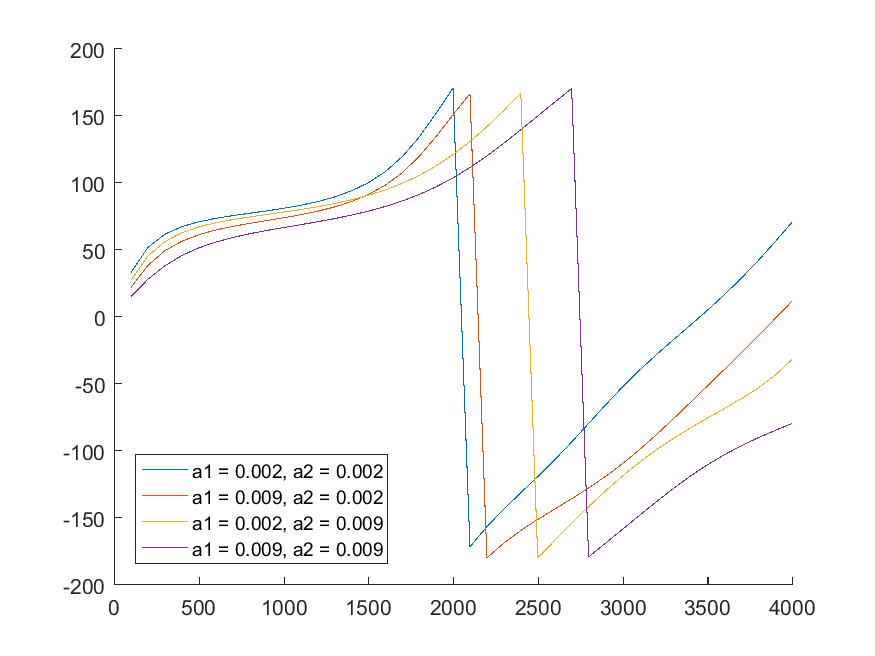 200
150
100
50
0
-50
-100
-150
-200
a1 = 0.002, a2 = 0.002
a1 = 0.009, a2 = 0.002
a1 = 0.002, a2 = 0.009
a1 = 0.009, a2 = 0.009
0 500 1000 1500 2000 2500 3000 3500 4000